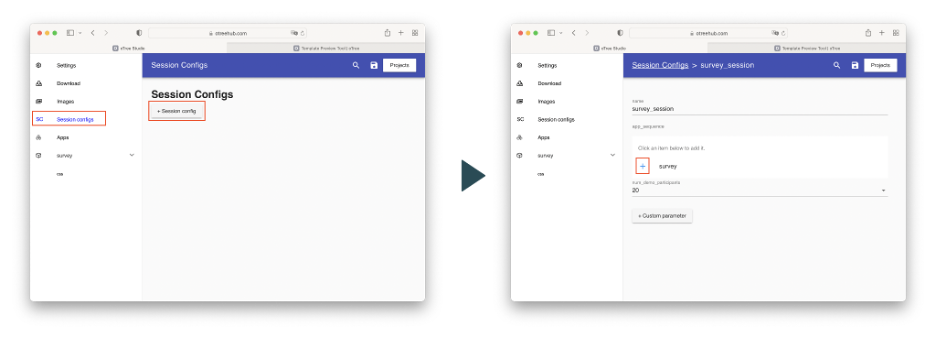 otreehub.com
oTree Studio
Template Preview Tool | oTree
Settings
Download
Images
SC Session configs
Apps
survey
css
Session Configs
Projects
Session Configs
+ Session config
otreehub.com
oTree Studio
Template Preview Tool | oTree
Settings
Download
Images
SC Session configs
Apps
survey
css
Session Configs > survey_session
Projects
name
survey_session
app_sequence
Click an item below to add it.
+ survey
num_demo_participants
20
+ Custom parameter